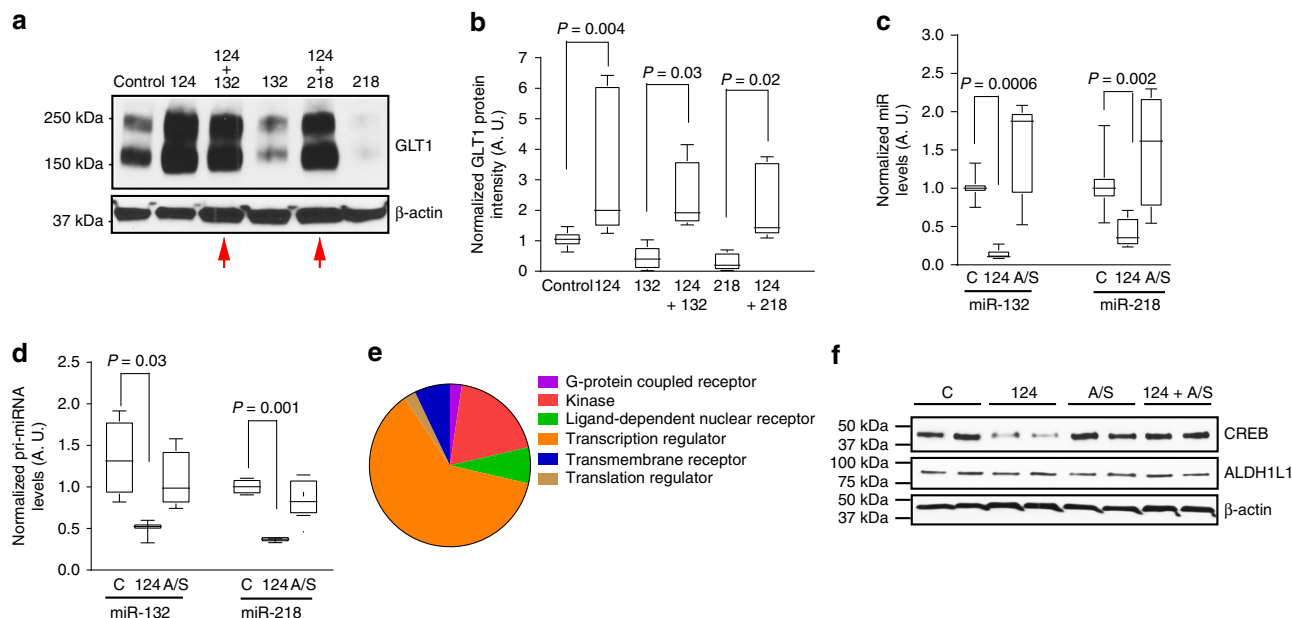 a
124 124
+ +
Control 124 132 132 218 218
250 kDa
150 kDa
GLT1
37 kDa
β-actin
b
P = 0.004
P = 0.03
P = 0.02
Normalized GLT1 protein
intensity (A. U.)
7
6
5
4
3
2
1
0
Control 124 132 124 218 124
+ 132 + 218
c
Normalized miR
levels (A. U.)
3.0
2.5
2.0
1.5
1.0
0.5
0.0
P = 0.0006
P = 0.002
C 124 A/S C 124 A/S
miR-132 miR-218
d
Normalized pri-miRNA
levels (A. U.)
2.5
2.0
1.5
1.0
0.5
0.0
P = 0.03
P = 0.001
C 124 A/S C 124 A/S
miR-132 miR-218
e
G-protein coupled receptor
Kinase
Ligand-dependent nuclear receptor
Transcription regulator
Transmembrane receptor
Translation regulator
f
C 124 A/S 124 + A/S
50 kDa
37 kDa
CREB
100 kDa
75 kDa
ALDH1L1
50 kDa
37 kDa
β-actin